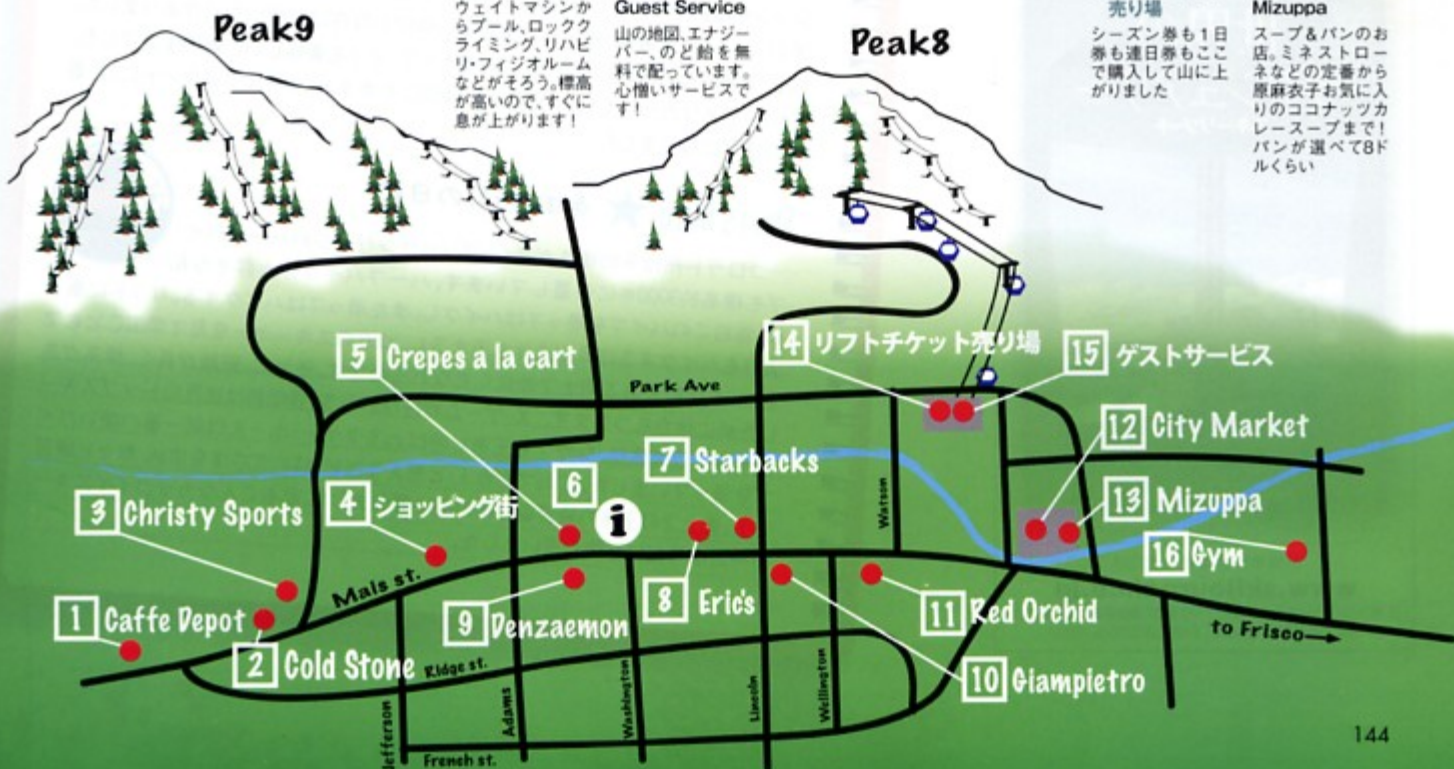 Peak9
ウェイトマシンか
らプール、ロックク
ライミング、リハビ
リ・フィジオルーム
などがそろう。標高
が高いので、すぐに
息が上がります！
Guest Service
山の地図、エナジー
バー、のど飴を無
料で配っています。
心憎いサービスで
す！
Peak8
売り場
シーズン券も1日
券も連日券もここ
で購入して山に上
がりました
Mizuppa
スープ&パンのお
店。ミネストロー
ネなどの定番から
原麻衣子お気に入
りのココナッツカ
レースープまで！
パンが選べて8ド
ルくらい
5 Crepes a la cart
14 リフトチケット売り場
15 ゲストサービス
Park Ave
12 City Market
7 Starbacks
6
i
3 Christy Sports
4 ショッピング街
Watson
13 Mizuppa
16 Gym
Mais st.
1 Caffe Depot
2 Cold Stone
9 Denzaemon
8 Eric's
11 Red Orchid
to Frisco
Ridge st.
10 Giampietro
Jefferson
Adams
Washington
Lincoln
Wellington
French st.
144